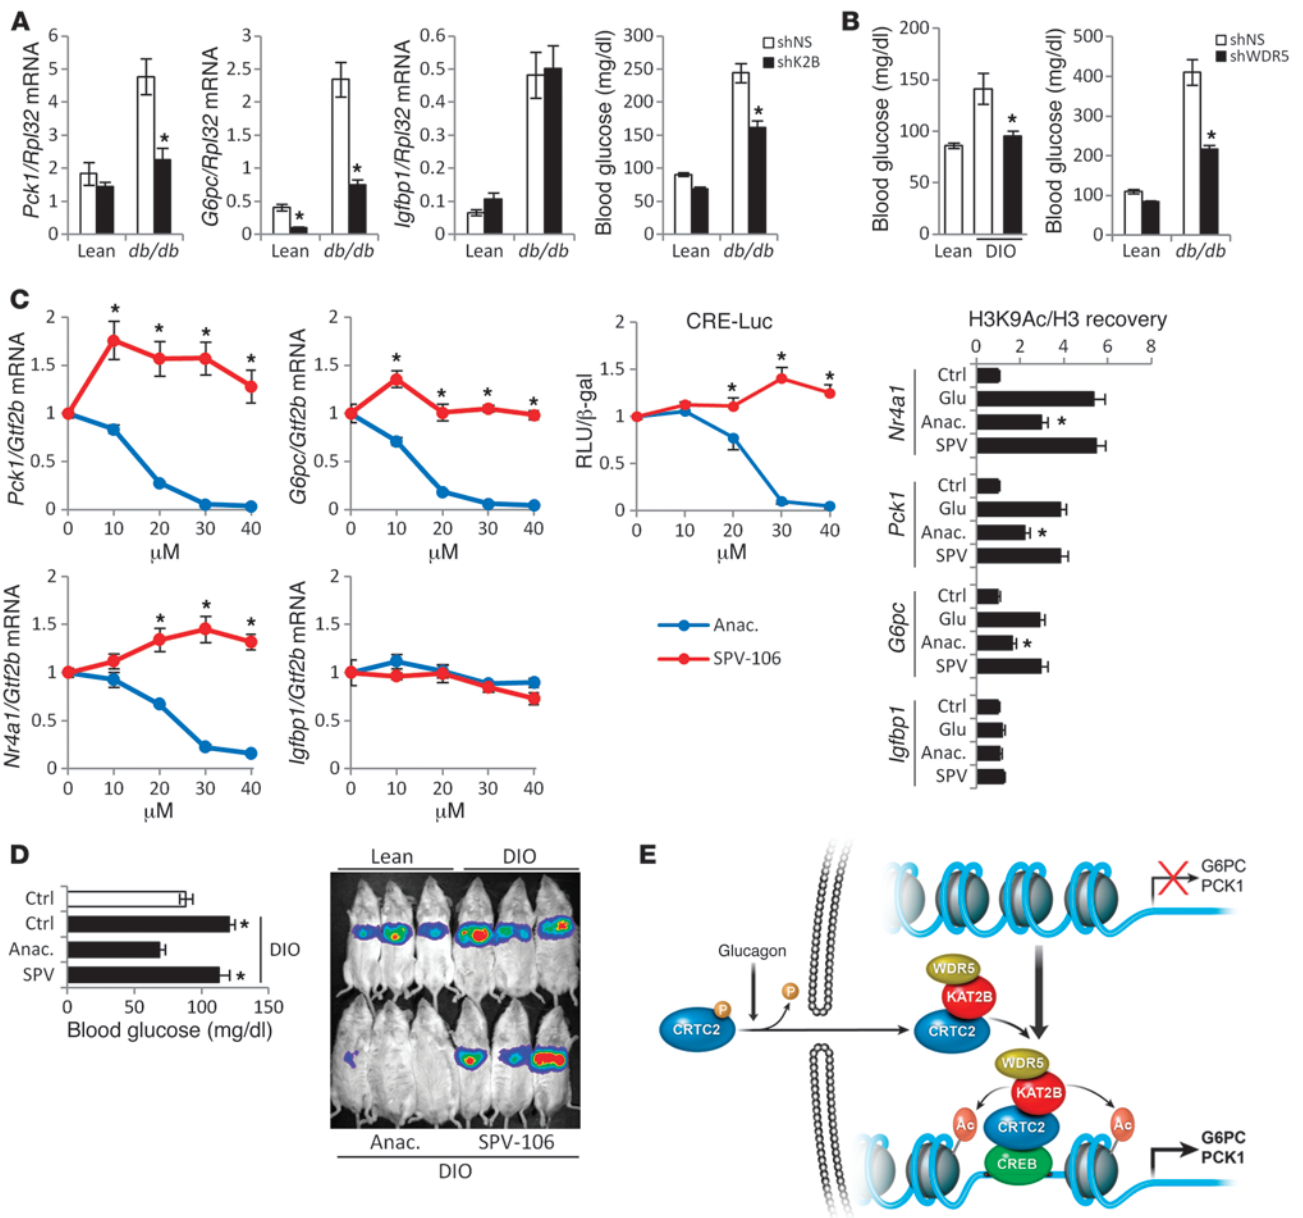 A
Pck1/Rpl32 mRNA
6
5
4
3
2
1
0
*
Lean
db/db
G6pc/Rpl32 mRNA
3
2.5
2
1.5
1
0.5
0
*
*
Lean
db/db
Igfbp1/Rpl32 mRNA
0.6
0.5
0.4
0.3
0.2
0.1
0
Lean
db/db
Blood glucose (mg/dl)
300
250
200
150
100
50
0
shNS
shK2B
*
Lean
db/db
B
Blood glucose (mg/dl)
200
150
100
50
0
*
Lean
DIO
Blood glucose (mg/dl)
500
400
300
200
100
0
shNS
shWDR5
*
Lean
db/db
C
Pck1/Gtf2b mRNA
2
1.5
1
0.5
0
* * * *
0 10 20 30 40
μM
G6pc/Gtf2b mRNA
2
1.5
1
0.5
0
* * * *
0 10 20 30 40
μM
CRE-Luc
RLU/β-gal
2
1.5
1
0.5
0
* * *
0 10 20 30 40
μM
Nr4a1/Gtf2b mRNA
2
1.5
1
0.5
0
* * *
0 10 20 30 40
μM
Igfbp1/Gtf2b mRNA
2
1.5
1
0.5
0
0 10 20 30 40
μM
Anac.
SPV-106
H3K9Ac/H3 recovery
0 2 4 6 8
Nr4a1
Ctrl
Glu
Anac. *
SPV
Pck1
Ctrl
Glu
Anac. *
SPV
G6pc
Ctrl
Glu
Anac. *
SPV
Igfbp1
Ctrl
Glu
Anac.
SPV
D
Ctrl
Ctrl *
Anac.
SPV *
DIO
0 50 100 150
Blood glucose (mg/dl)
Lean DIO
Anac. SPV-106
DIO
E
G6PC
PCK1
Glucagon
P
P
CRTC2
WDR5
KAT2B
CRTC2
WDR5
KAT2B
Ac
Ac
CRTC2
CREB
G6PC
PCK1